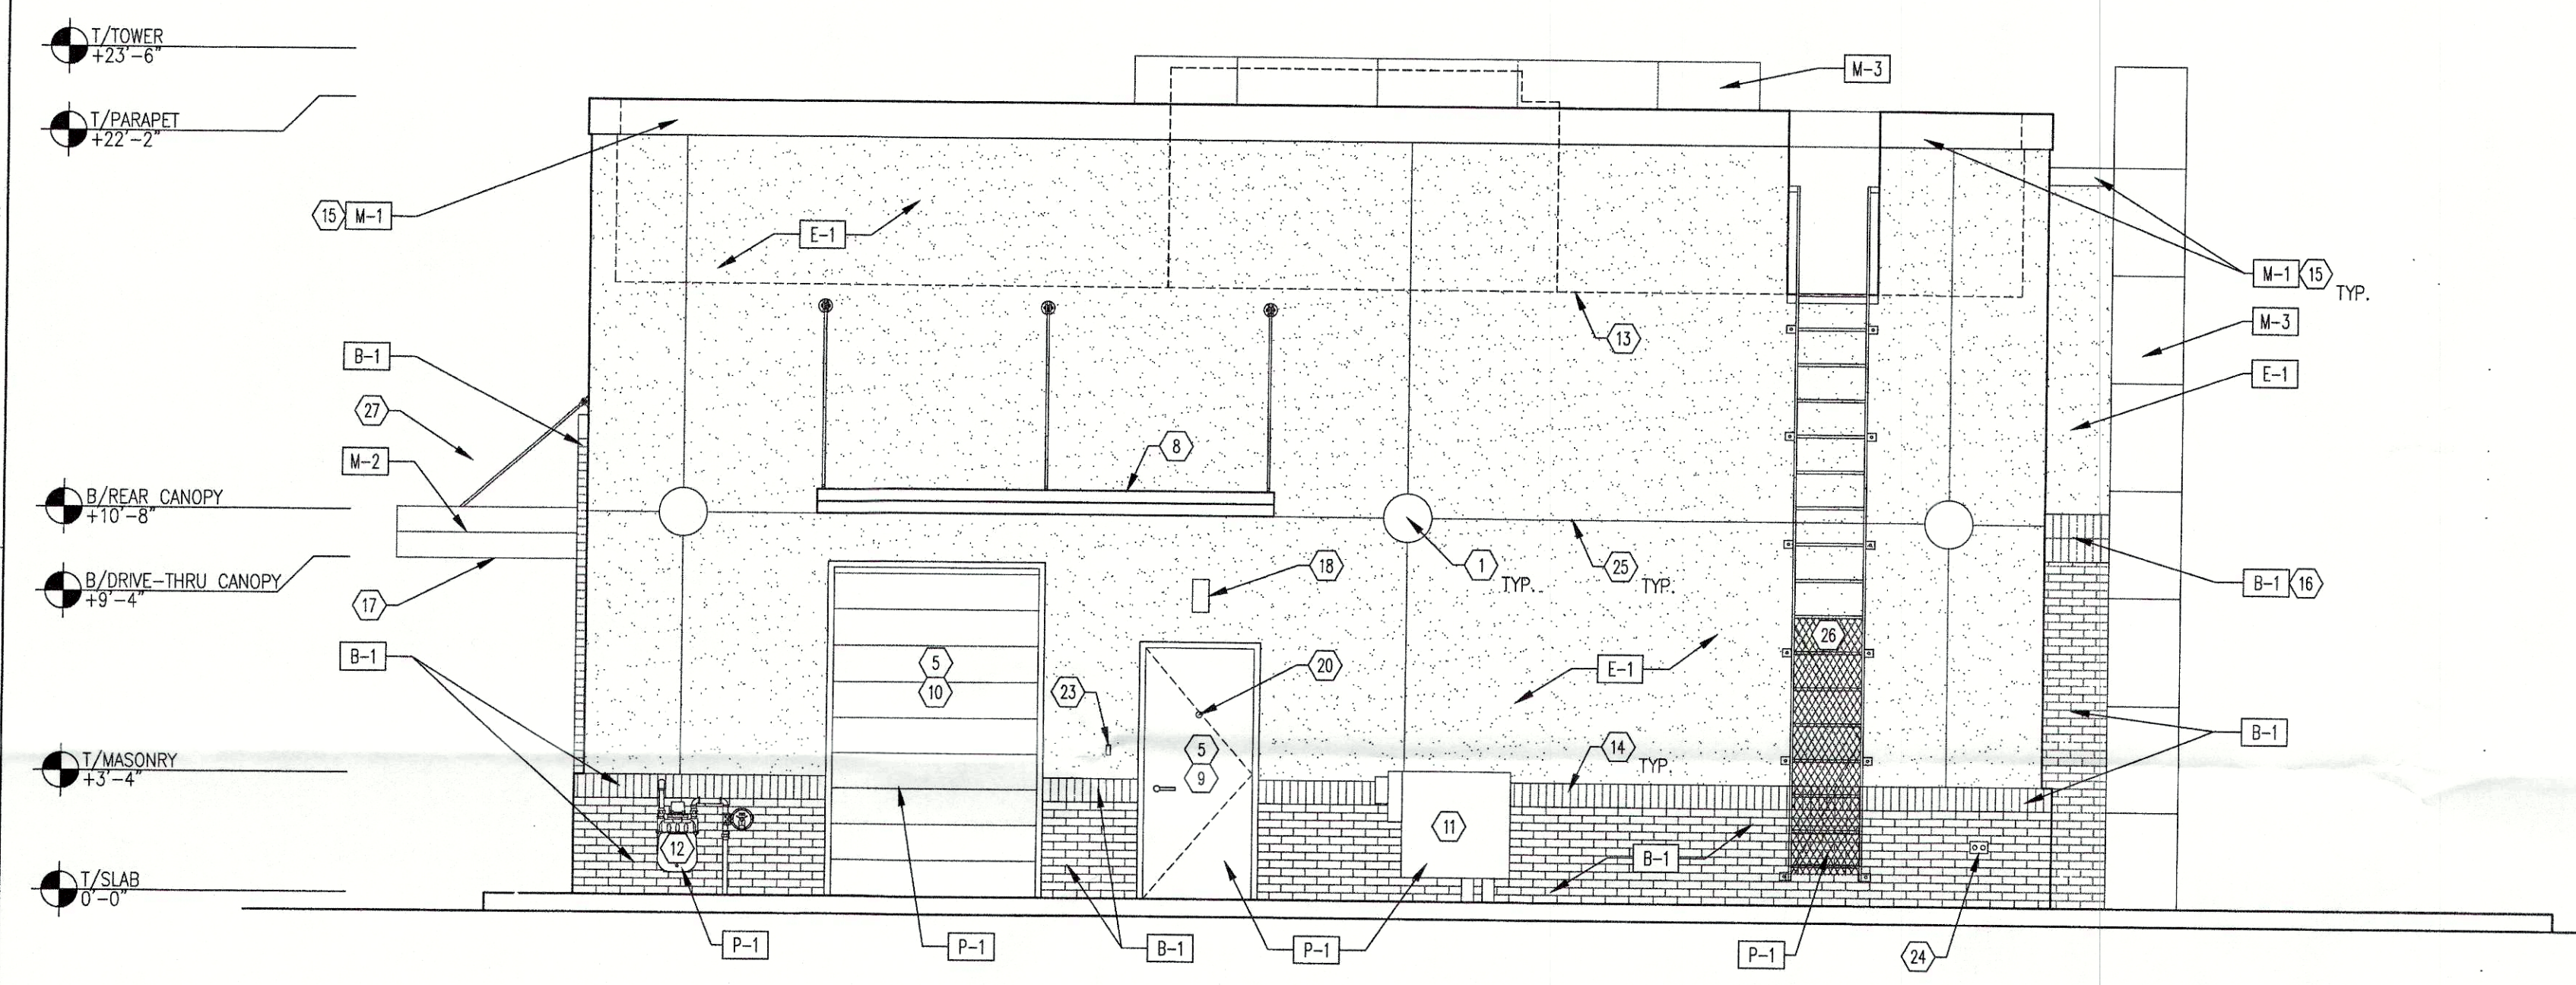 T/TOWER
+23'-6"
M-3
T/PARAPET
+22'-2"
15 M-1
E-1
M-1 15
TYP.
M-3
13
B-1
E-1
27
8
M-2
B/REAR CANOPY
+10'-8"
1
TYP.
25
TYP.
18
B/DRIVE-THRU CANOPY
+9'-4"
B-1 16
17
26
B-1
5
10
20
E-1
23
B-1
5
9
14
TYP.
T/MASONRY
+3'-4"
11
12
B-1
T/SLAB
0'-0"
P-1
P-1
B-1
P-1
P-1
24